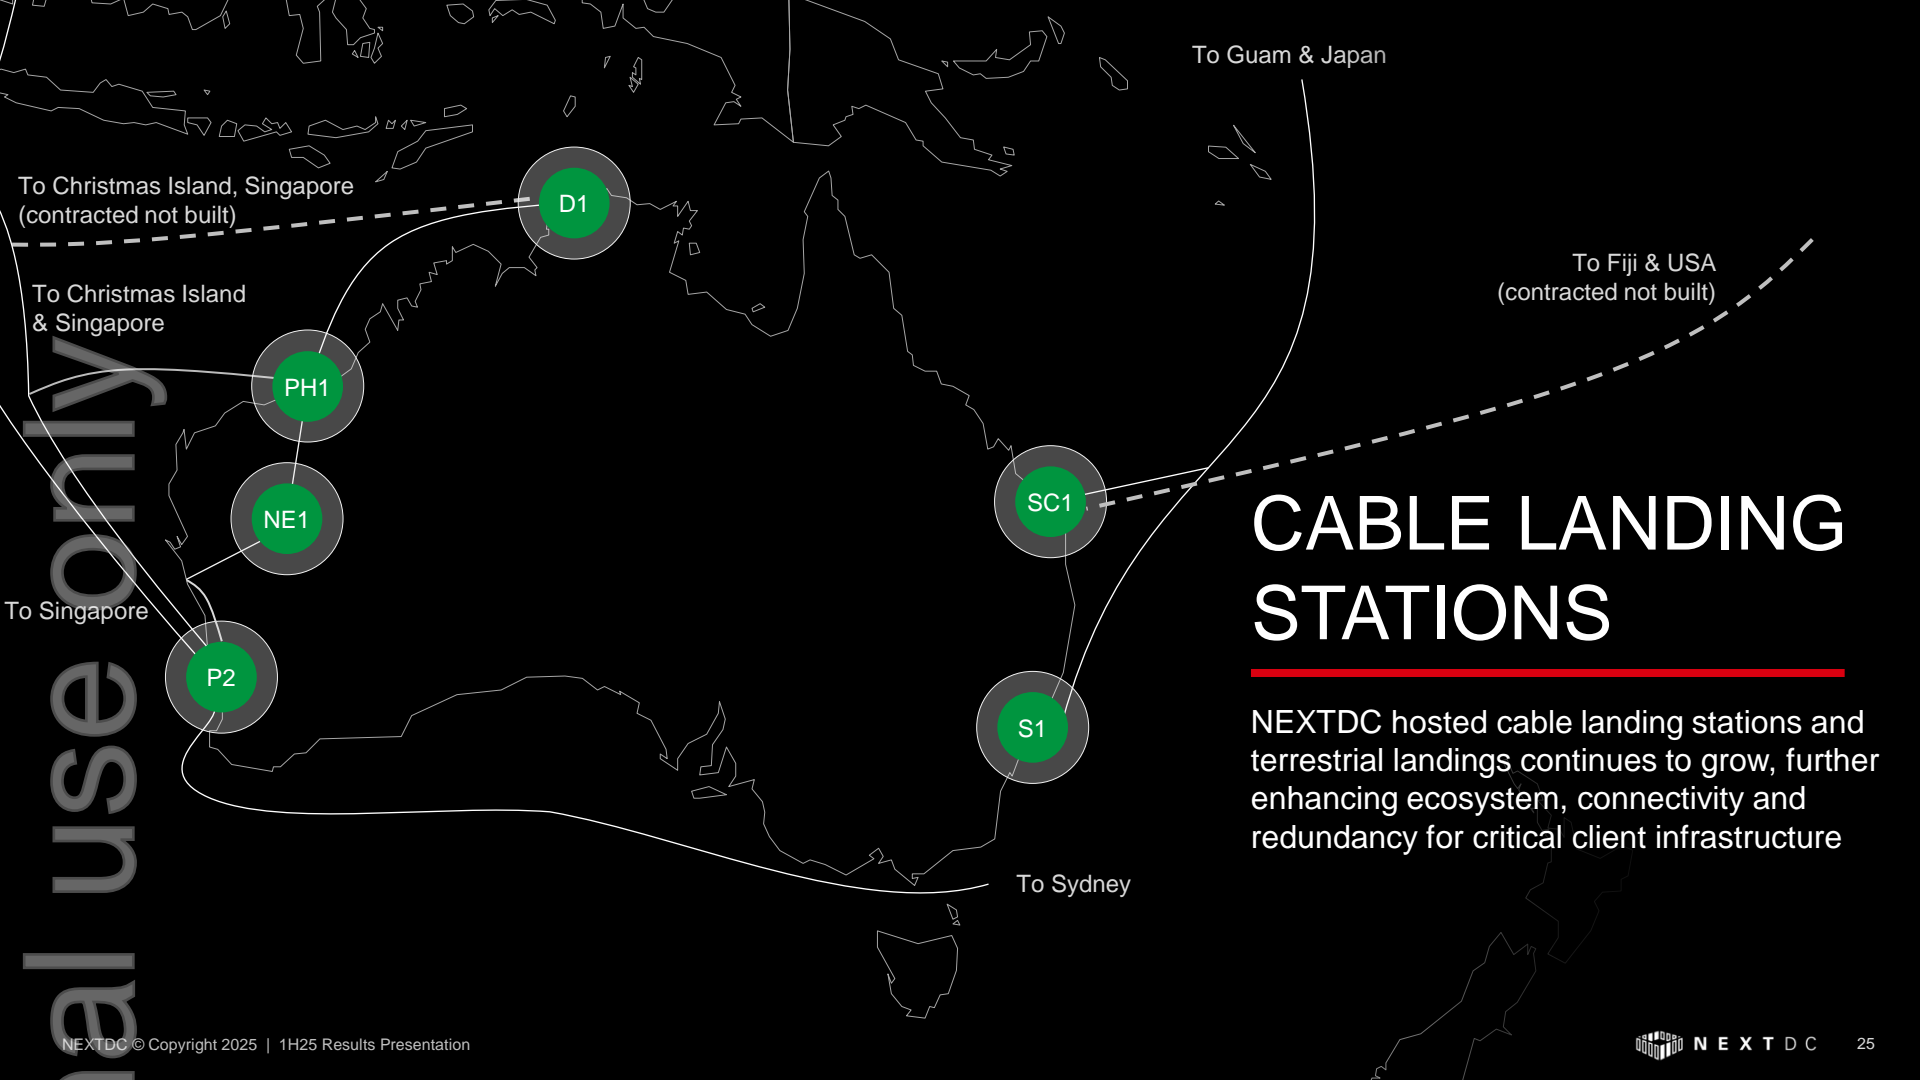 To Guam & Japan
To Christmas Island, Singapore
(contracted not built)
D1
To Fiji & USA
(contracted not built)
To Christmas Island
& Singapore
PH1
NE1
SC1
CABLE LANDING
STATIONS
To Singapore
P2
S1
NEXTDC hosted cable landing stations and
terrestrial landings continues to grow, further
enhancing ecosystem, connectivity and
redundancy for critical client infrastructure
To Sydney
NEXTDC © Copyright 2025 | 1H25 Results Presentation
NEXTDC
25
use only